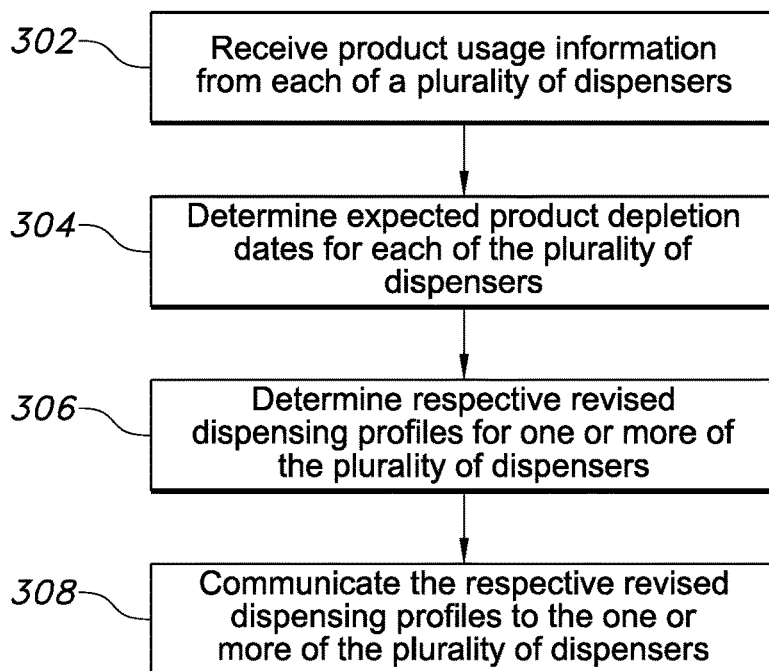 302
Receive product usage information
from each of a plurality of dispensers
304
Determine expected product depletion
dates for each of the plurality of
dispensers
306
Determine respective revised
dispensing profiles for one or more of
the plurality of dispensers
308
Communicate the respective revised
dispensing profiles to the one or
more of the plurality of dispensers